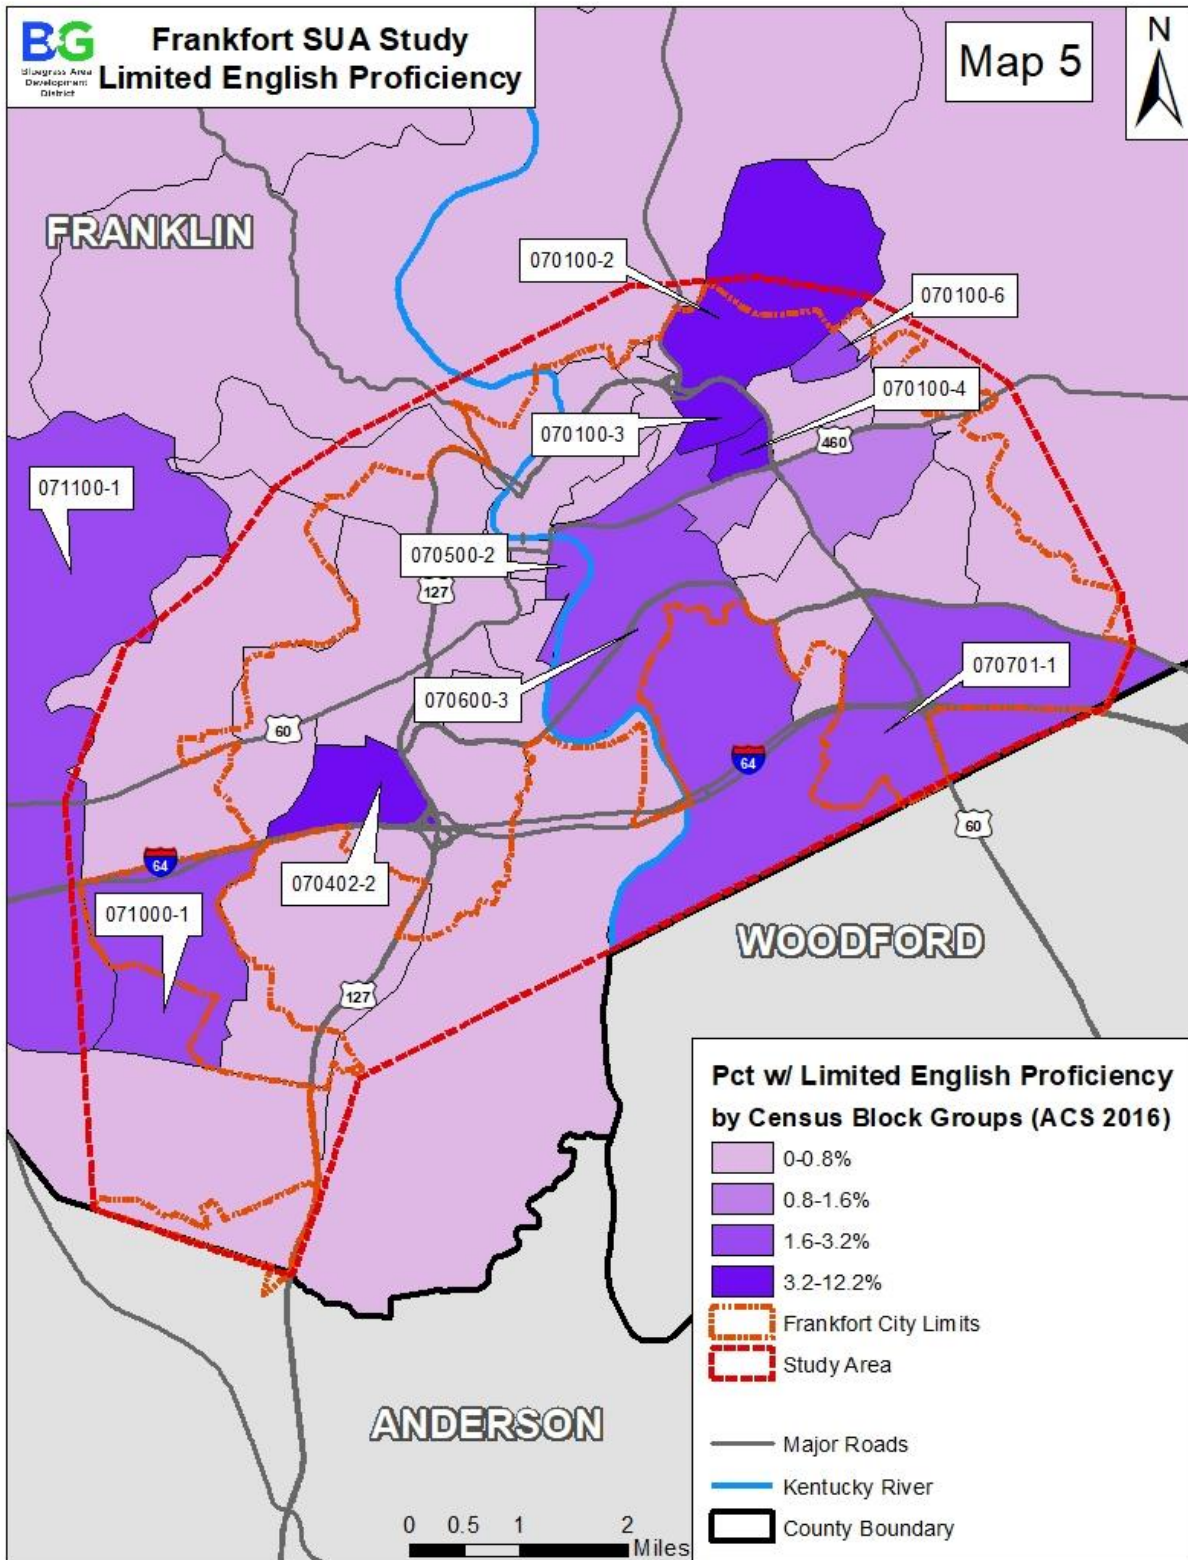 B&G
Bluegrass Area
Development
District
Frankfort SUA Study
Limited English Proficiency
Map 5
N
FRANKLIN
070100-2
070100-6
070100-4
070100-3
460
071100-1
070500-2
127
070701-1
070600-3
60
64
60
64
070402-2
071000-1
WOODFORD
127
Pct w/ Limited English Proficiency
by Census Block Groups (ACS 2016)
0-0.8%
0.8-1.6%
1.6-3.2%
3.2-12.2%
Frankfort City Limits
Study Area
ANDERSON
Major Roads
Kentucky River
County Boundary
0 0.5 1 2
Miles